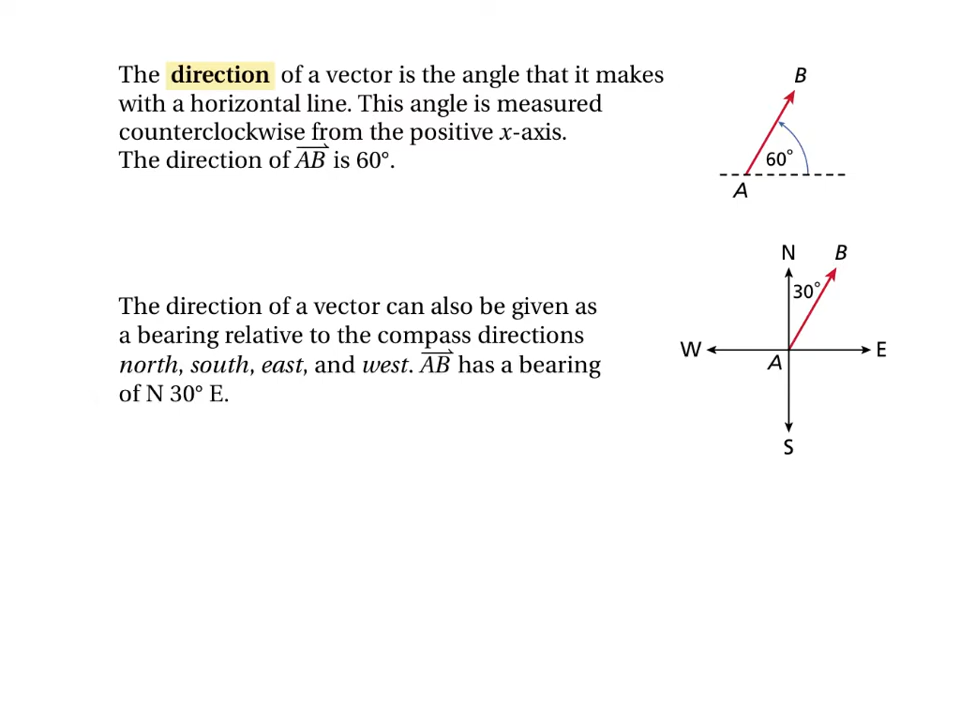 The direction of a vector is the angle that it makes
with a horizontal line. This angle is measured
counterclockwise from the positive x-axis.
The direction of AB is 60°.
B
60°
A
The direction of a vector can also be given as
a bearing relative to the compass directions
north, south, east, and west. AB has a bearing
of N 30° E.
N B
30°
W E
A
S